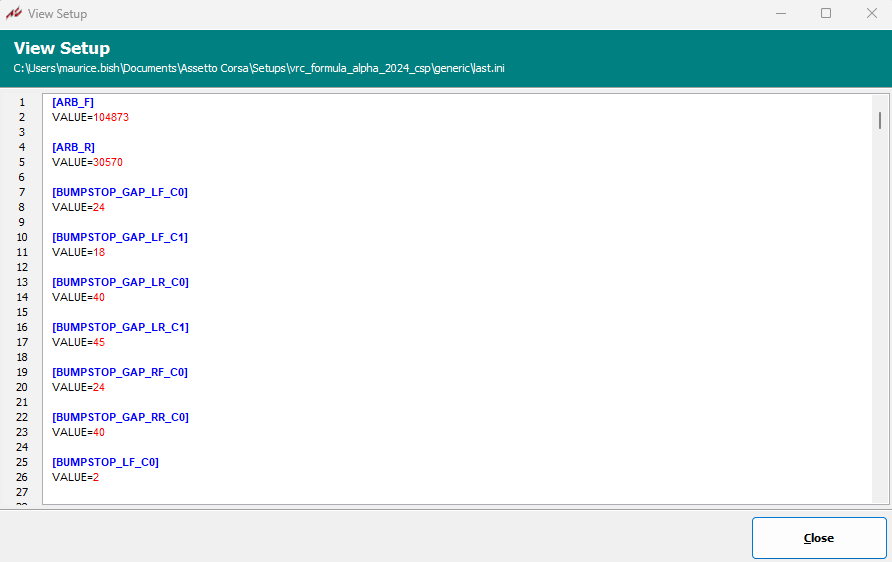 View Setup
View Setup
C:\Users\maurice.bish\Documents\Assetto Corsa\Setups\vrc_formula_alpha_2024_csp\generic\last.ini
1 [ARB_F]
2 VALUE=104873
3
4 [ARB_R]
5 VALUE=30570
6
7 [BUMPSTOP_GAP_LF_C0]
8 VALUE=24
9
10 [BUMPSTOP_GAP_LF_C1]
11 VALUE=18
12
13 [BUMPSTOP_GAP_LR_C0]
14 VALUE=40
15
16 [BUMPSTOP_GAP_LR_C1]
17 VALUE=45
18
19 [BUMPSTOP_GAP_RF_C0]
20 VALUE=24
21
22 [BUMPSTOP_GAP_RR_C0]
23 VALUE=40
24
25 [BUMPSTOP_LF_C0]
26 VALUE=2
27
Close